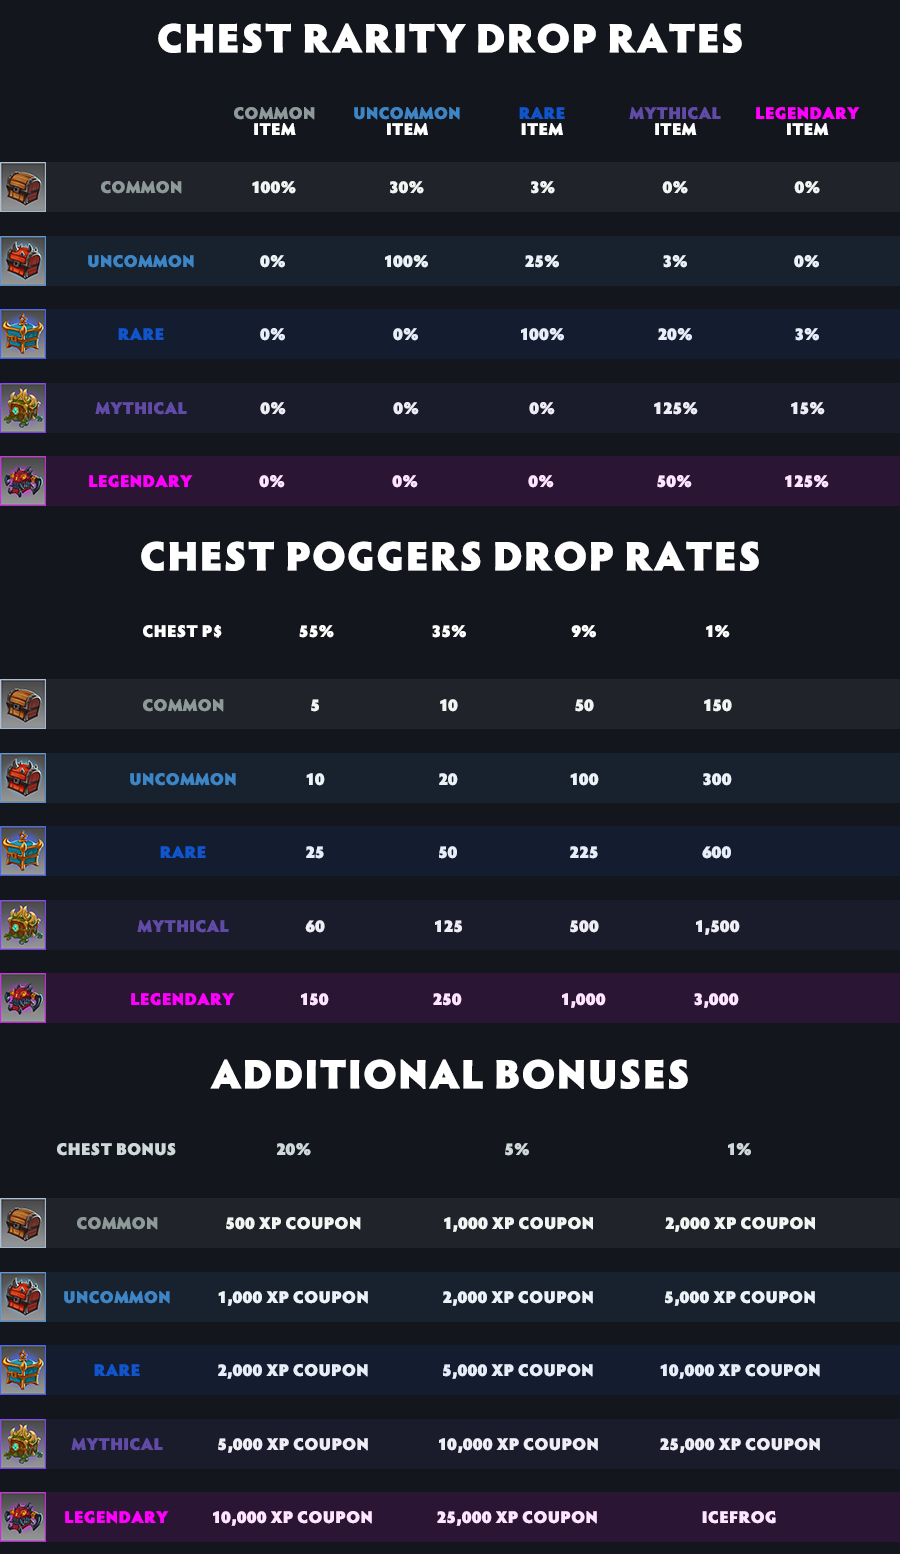 CHEST RARITY DROP RATES
COMMON ITEM UNCOMMON ITEM RARE ITEM MYTHICAL ITEM LEGENDARY ITEM
COMMON 100% 30% 3% 0% 0%
UNCOMMON 0% 100% 25% 3% 0%
RARE 0% 0% 100% 20% 3%
MYTHICAL 0% 0% 0% 125% 15%
LEGENDARY 0% 0% 0% 50% 125%
CHEST POGGERS DROP RATES
CHEST P$ 55% 35% 9% 1%
COMMON 5 10 50 150
UNCOMMON 10 20 100 300
RARE 25 50 225 600
MYTHICAL 60 125 500 1,500
LEGENDARY 150 250 1,000 3,000
ADDITIONAL BONUSES
CHEST BONUS 20% 5% 1%
COMMON 500 XP COUPON 1,000 XP COUPON 2,000 XP COUPON
UNCOMMON 1,000 XP COUPON 2,000 XP COUPON 5,000 XP COUPON
RARE 2,000 XP COUPON 5,000 XP COUPON 10,000 XP COUPON
MYTHICAL 5,000 XP COUPON 10,000 XP COUPON 25,000 XP COUPON
LEGENDARY 10,000 XP COUPON 25,000 XP COUPON ICEFROG